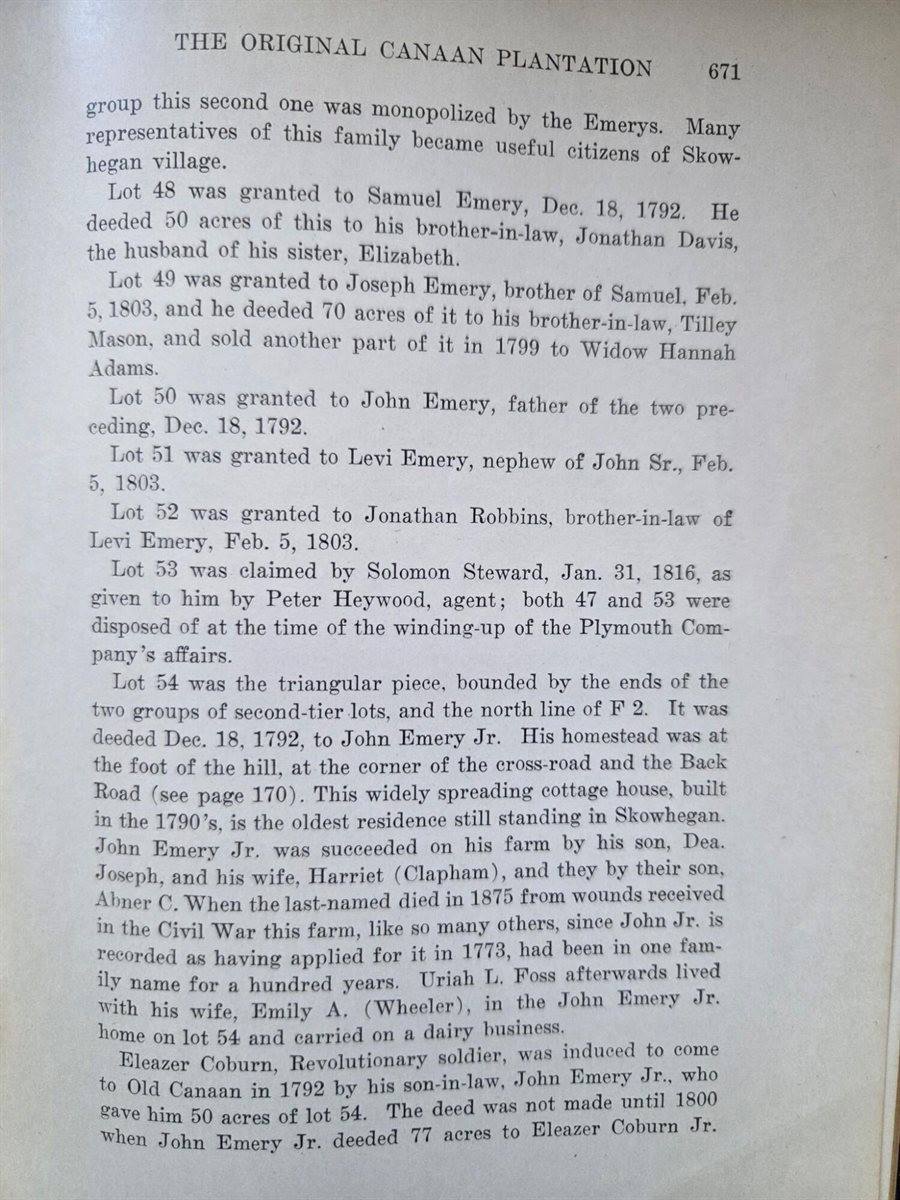 THE ORIGINAL CANAAN PLANTATION 671
group this second one was monopolized by the Emerys. Many
representatives of this family became useful citizens of Skow-
hegan village.
Lot 48 was granted to Samuel Emery, Dec. 18, 1792. He
deeded 50 acres of this to his brother-in-law, Jonathan Davis,
the husband of his sister, Elizabeth.
Lot 49 was granted to Joseph Emery, brother of Samuel, Feb.
5, 1803, and he deeded 70 acres of it to his brother-in-law, Tilley
Mason, and sold another part of it in 1799 to Widow Hannah
Adams.
Lot 50 was granted to John Emery, father of the two pre-
ceding, Dec. 18, 1792.
Lot 51 was granted to Levi Emery, nephew of John Sr., Feb.
5, 1803.
Lot 52 was granted to Jonathan Robbins, brother-in-law of
Levi Emery, Feb. 5, 1803.
Lot 53 was claimed by Solomon Steward, Jan. 31, 1816, as
given to him by Peter Heywood, agent; both 47 and 53 were
disposed of at the time of the winding-up of the Plymouth Com-
pany's affairs.
Lot 54 was the triangular piece, bounded by the ends of the
two groups of second-tier lots, and the north line of F 2. It was
deeded Dec. 18, 1792, to John Emery Jr. His homestead was at
the foot of the hill, at the corner of the cross-road and the Back
Road (see page 170). This widely spreading cottage house, built
in the 1790's, is the oldest residence still standing in Skowhegan.
John Emery Jr. was succeeded on his farm by his son, Dea.
Joseph, and his wife, Harriet (Clapham), and they by their son,
Abner C. When the last-named died in 1875 from wounds received
in the Civil War this farm, like so many others, since John Jr. is
recorded as having applied for it in 1773, had been in one fam-
ily name for a hundred years. Uriah L. Foss afterwards lived
with his wife, Emily A. (Wheeler), in the John Emery Jr.
home on lot 54 and carried on a dairy business.
Eleazer Coburn, Revolutionary soldier, was induced to come
to Old Canaan in 1792 by his son-in-law, John Emery Jr., who
gave him 50 acres of lot 54. The deed was not made until 1800
when John Emery Jr. deeded 77 acres to Eleazer Coburn Jr.